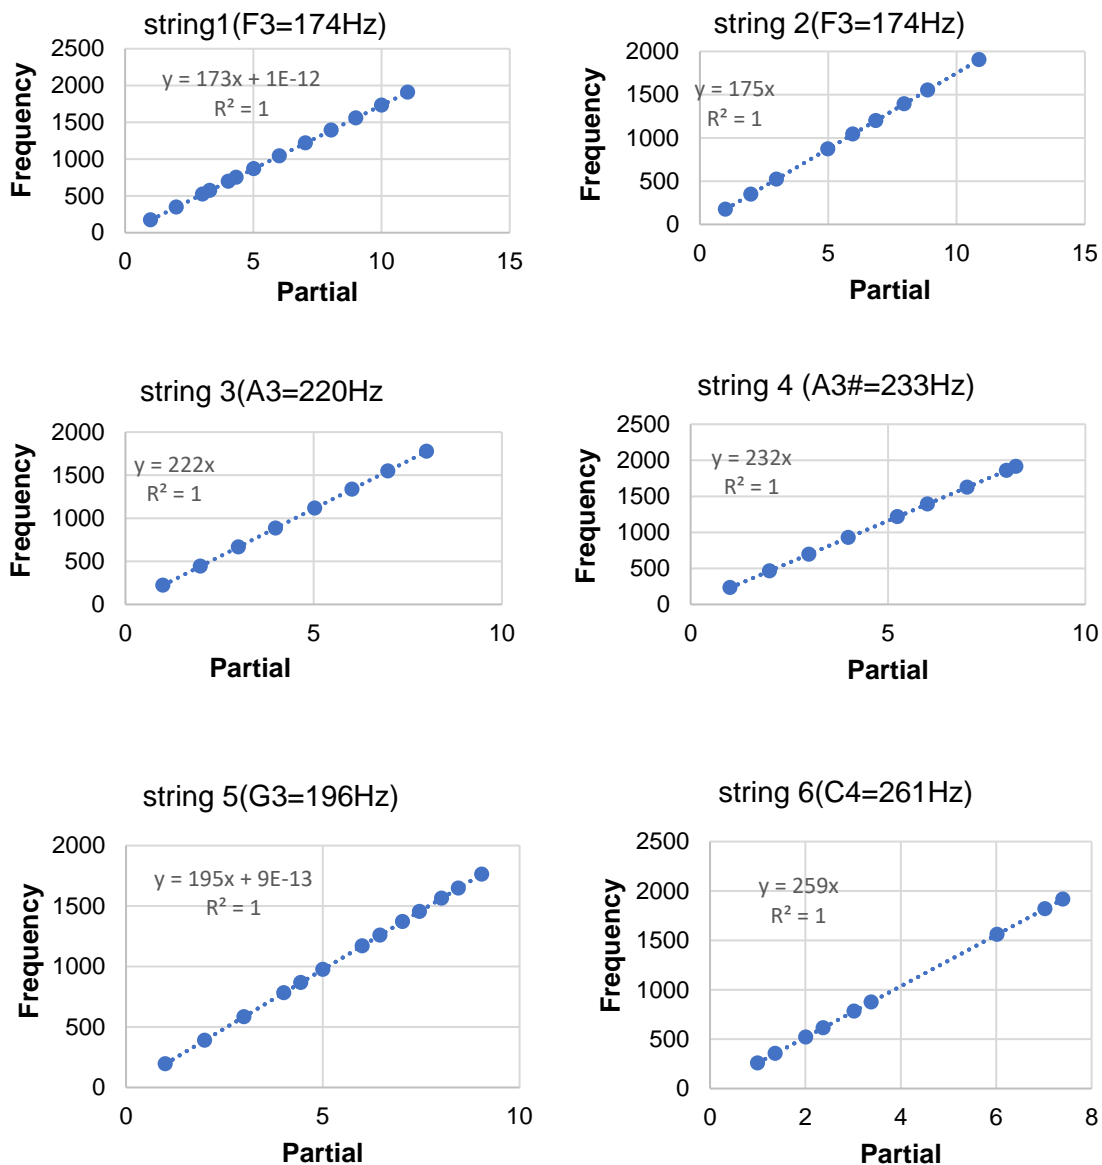 string1(F3=174Hz)
Frequency
2500
2000
1500
1000
500
0
y = 173x + 1E-12
R² = 1
0 5 10 15
Partial
string 2(F3=174Hz)
Frequency
2000
1500
1000
500
0
y = 175x
R² = 1
0 5 10 15
Partial
string 3(A3=220Hz
Frequency
2000
1500
1000
500
0
y = 222x
R² = 1
0 5 10
Partial
string 4 (A3#=233Hz)
Frequency
2500
2000
1500
1000
500
0
y = 232x
R² = 1
0 5 10
Partial
string 5(G3=196Hz)
Frequency
2000
1500
1000
500
0
y = 195x + 9E-13
R² = 1
0 5 10
Partial
string 6(C4=261Hz)
Frequency
2500
2000
1500
1000
500
0
y = 259x
R² = 1
0 2 4 6 8
Partial